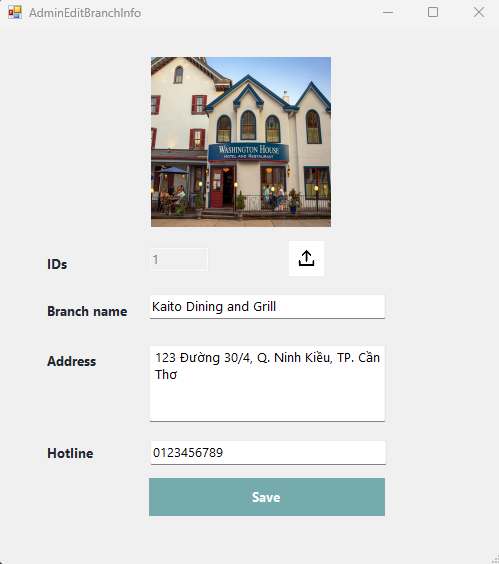 AdminEditBranchInfo
WASHINGTON HOUSE
HOTEL AND RESTAURANT
IDs
1
Branch name
Kaito Dining and Grill
Address
123 Đường 30/4, Q. Ninh Kiều, TP. Cần
Thơ
Hotline
0123456789
Save